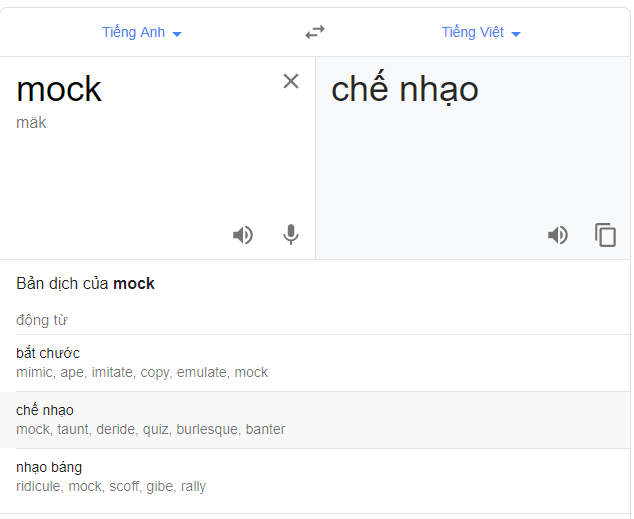 Tiếng Anh
Tiếng Việt
mock
mäk
chế nhạo
Bản dịch của mock
động từ
bắt chước
mimic, ape, imitate, copy, emulate, mock
chế nhạo
mock, taunt, deride, quiz, burlesque, banter
nhạo báng
ridicule, mock, scoff, gibe, rally